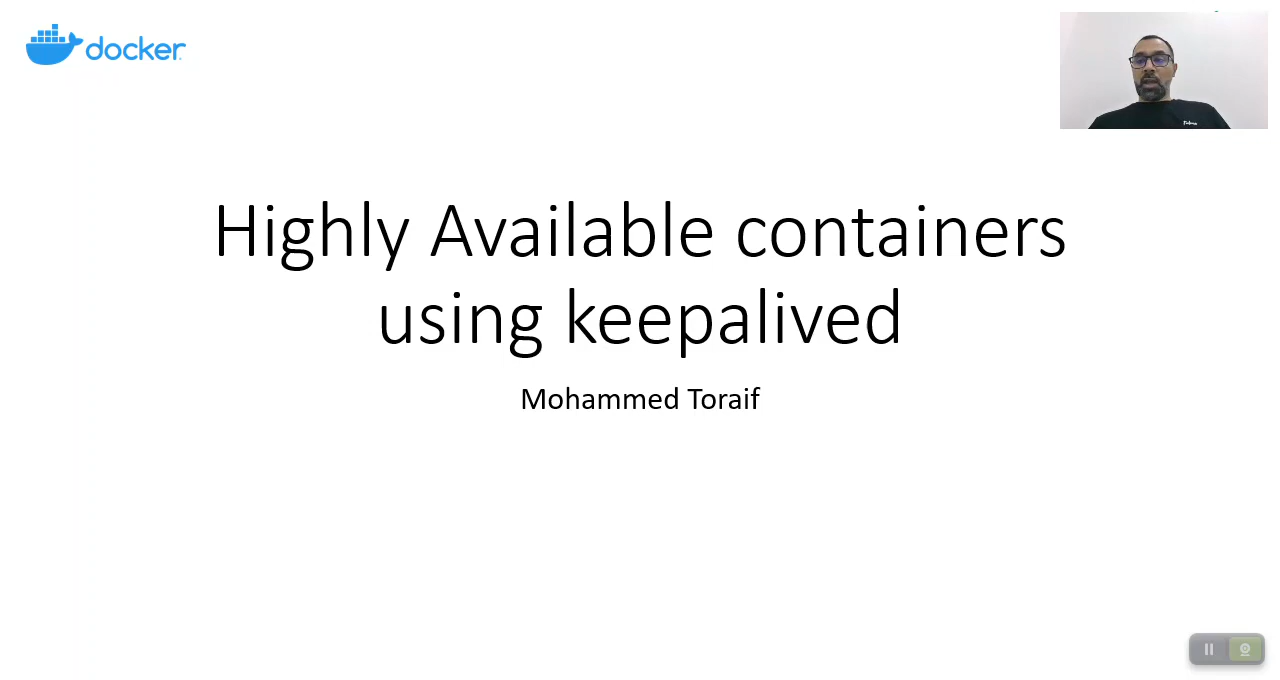 docker
Highly Available containers
using keepalived
Mohammed Toraif